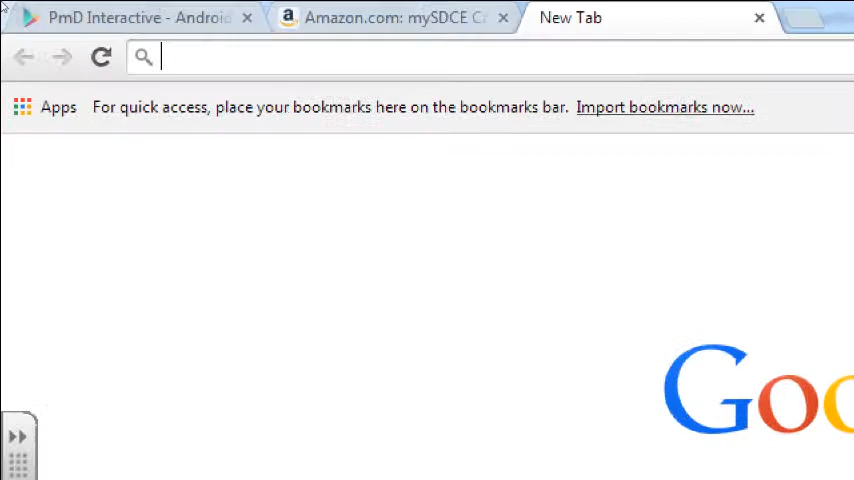 PmD Interactive - Android
Amazon.com: mySDCE C
New Tab
Apps
For quick access, place your bookmarks here on the bookmarks bar. Import bookmarks now...
Goo